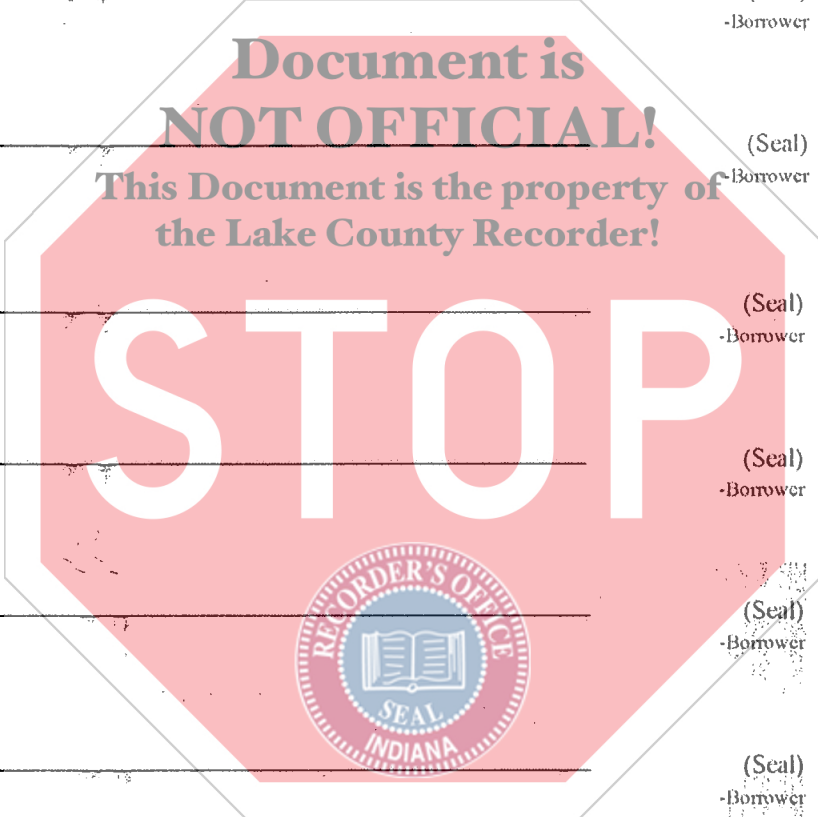 -Borrower
Document is
NOT OFFICIAL!
(Seal)
-Borrower
This Document is the property of
the Lake County Recorder!
(Seal)
-Borrower
STOP
(Seal)
-Borrower
RECORDER'S OFFICE
(Seal)
-Borrower
SEAL
INDIANA
(Seal)
-Borrower